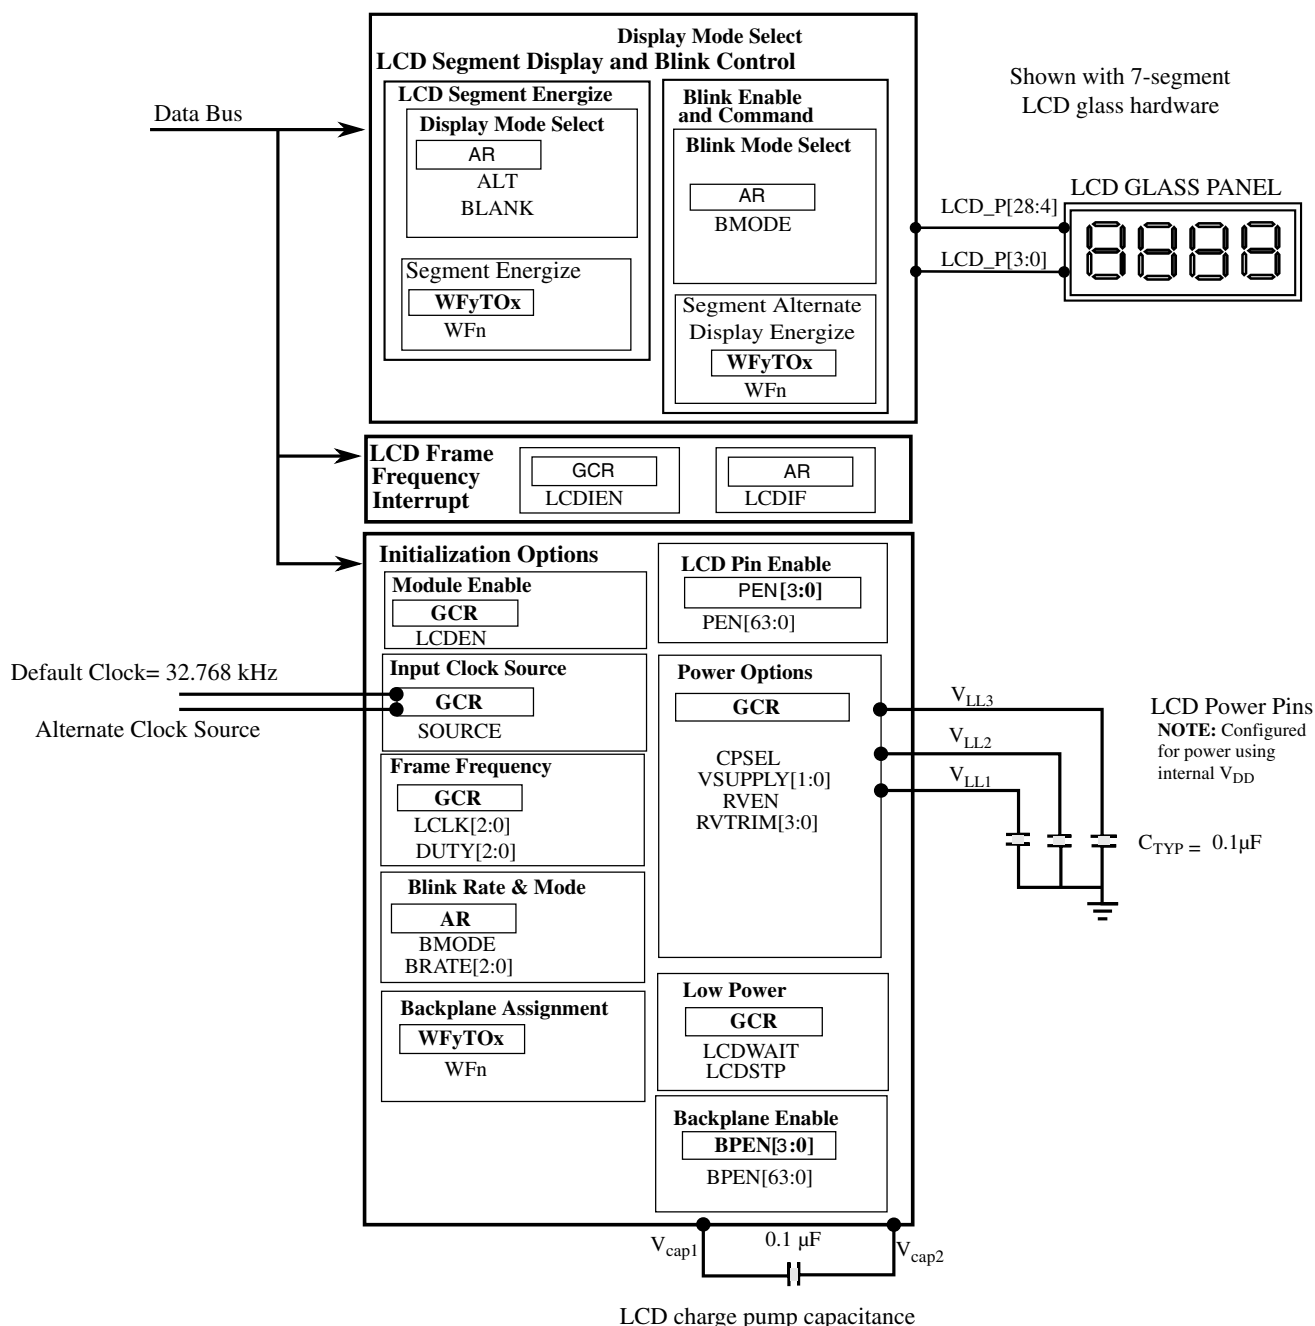 Display Mode Select
LCD Segment Display and Blink Control
LCD Segment Energize
Display Mode Select
AR
ALT
BLANK
Segment Energize
WFyTOx
WFn
Blink Enable
and Command
Blink Mode Select
AR
BMODE
Segment Alternate
Display Energize
WFyTOx
WFn
Data Bus
Shown with 7-segment
LCD glass hardware
LCD GLASS PANEL
LCD_P[28:4]
LCD_P[3:0]
LCD Frame
Frequency
Interrupt
GCR
LCDIEN
AR
LCDIF
Initialization Options
Module Enable
GCR
LCDEN
Default Clock= 32.768 kHz
Alternate Clock Source
Input Clock Source
GCR
SOURCE
Frame Frequency
GCR
LCLK[2:0]
DUTY[2:0]
Blink Rate & Mode
AR
BMODE
BRATE[2:0]
Backplane Assignment
WFyTOx
WFn
LCD Pin Enable
PEN[3:0]
PEN[63:0]
Power Options
GCR
CPSEL
VSUPPLY[1:0]
RVEN
RVTRIM[3:0]
VLL3
VLL2
VLL1
LCD Power Pins
NOTE: Configured
for power using
internal VDD
CTYP = 0.1µF
Low Power
GCR
LCDWAIT
LCDSTP
Backplane Enable
BPEN[3:0]
BPEN[63:0]
Vcap1
0.1 µF
Vcap2
LCD charge pump capacitance